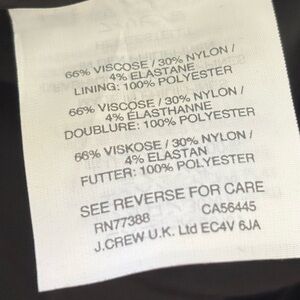 66% VISCOSE / 30% NYLON /
4% ELASTANE
LINING: 100% POLYESTER
66% VISCOSE / 30% NYLON /
4% ELASTHANNE
DOUBLURE: 100% POLYESTER
66% VISKOSE / 30% NYLON /
4% ELASTAN
FUTTER: 100% POLYESTER
SEE REVERSE FOR CARE
RN77388 CA56445
J.CREW U.K. Ltd EC4V 6JA